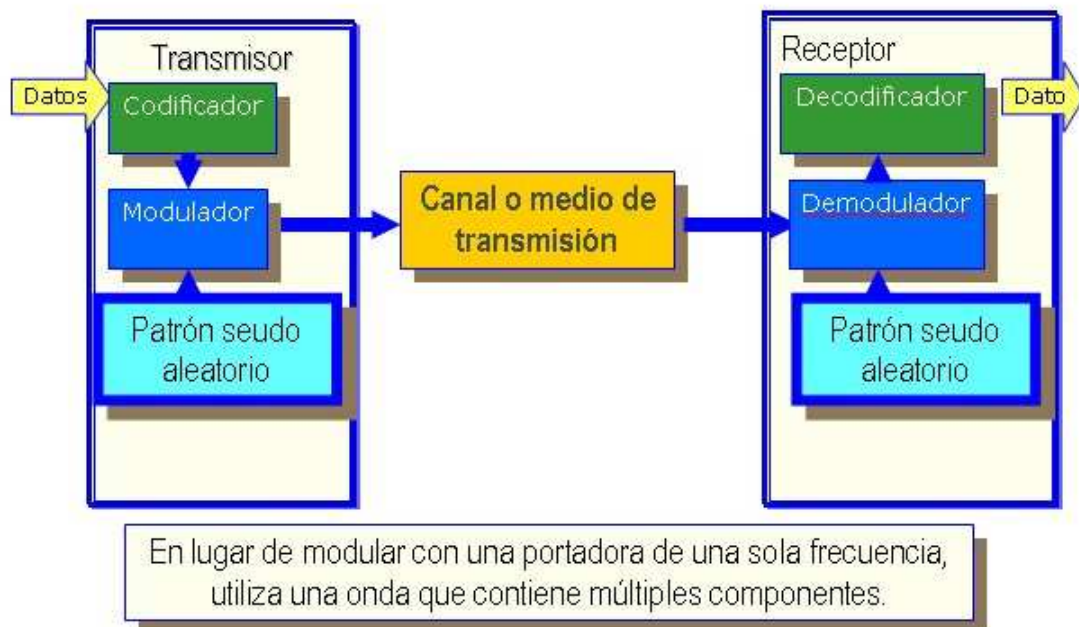 Transmisor
Datos
Codificador
Modulador
Patrón seudo
aleatorio
Canal o medio de
transmisión
Receptor
Decodificador
Dato
Demodulador
Patrón seudo
aleatorio
En lugar de modular con una portadora de una sola frecuencia,
utiliza una onda que contiene múltiples componentes.